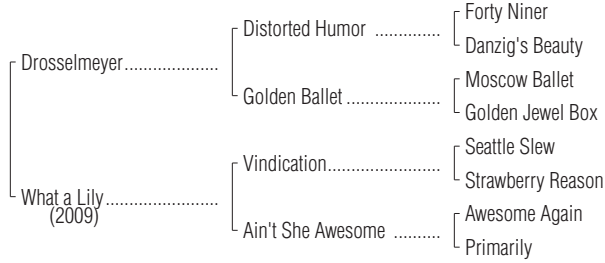 Forty Niner
Distorted Humor ..............
Danzig's Beauty
Drosselmeyer....................
Moscow Ballet
Golden Ballet ....................
Golden Jewel Box
Seattle Slew
Vindication........................
Strawberry Reason
What a Lily........................
(2009)
Awesome Again
Ain't She Awesome ..........
Primarily